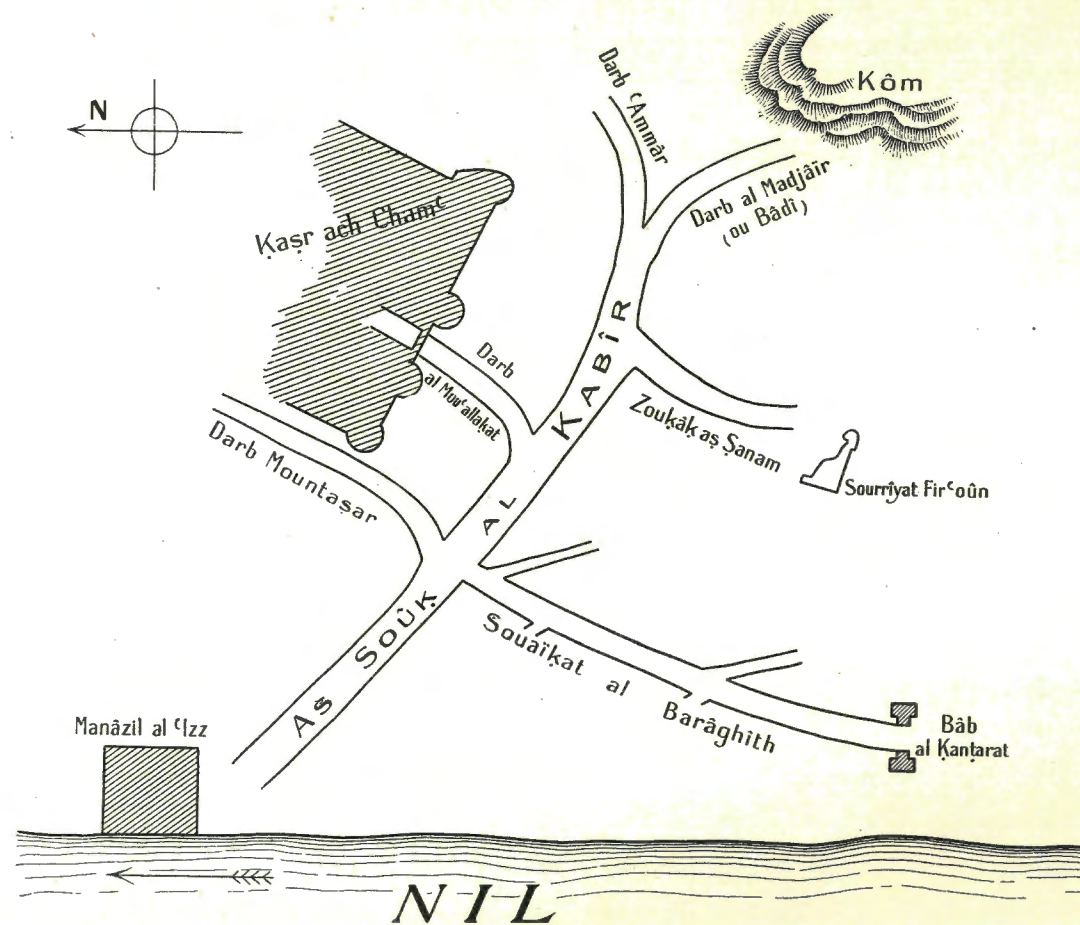 N
Kôm
Darb ʿAmmâr
Darb al Madjâïr
(ou Bâdî)
Ḳaṣr ach Chamʿ
Darb
al Mouʿallaḳat
AṢ SOÛḲ AL KABÎR
Zouḳâḳ aṣ Ṣanam
Sourrîyat Firʿoûn
Darb Mountaṣar
Souaïḳat al Barâghîth
Manâzil al ʿIzz
Bâb
al Ḳanṭarat
NIL